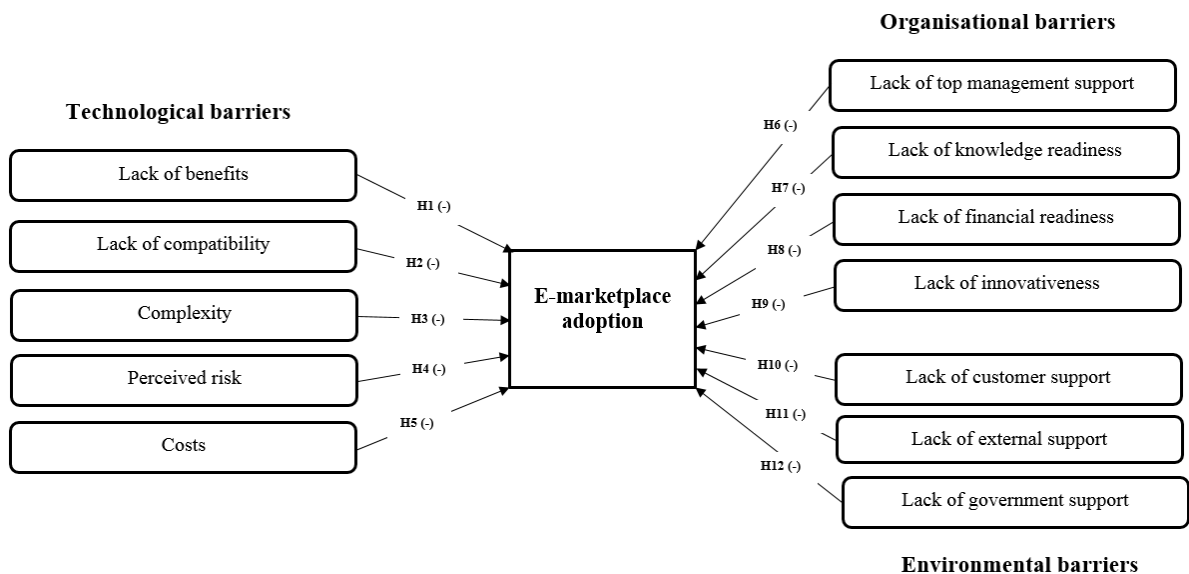 Technological barriers
Lack of benefits
Lack of compatibility
Complexity
Perceived risk
Costs
H1 (-)
H2 (-)
H3 (-)
H4 (-)
H5 (-)
E-marketplace
adoption
Organisational barriers
H6 (-)
Lack of top management support
H7 (-)
Lack of knowledge readiness
H8 (-)
Lack of financial readiness
H9 (-)
Lack of innovativeness
H10 (-)
Lack of customer support
H11 (-)
Lack of external support
H12 (-)
Lack of government support
Environmental barriers